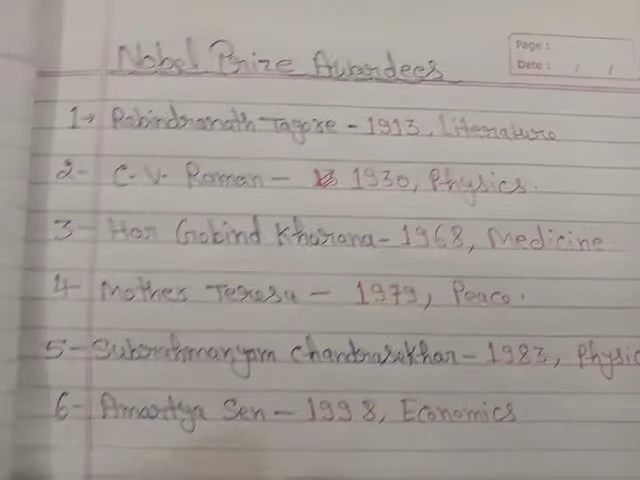 Page :
Date : / /
Nobel Prize Awardees
1→ Rabindranath Tagore - 1913, Literature
2- C. V. Raman - 1930, Physics.
3- Har Gobind Khorana - 1968, Medicine
4- Mother Teresa - 1979, Peace.
5- Subrahmanyam Chandrasekhar - 1983, Physic
6- Amartya Sen - 1998, Economics